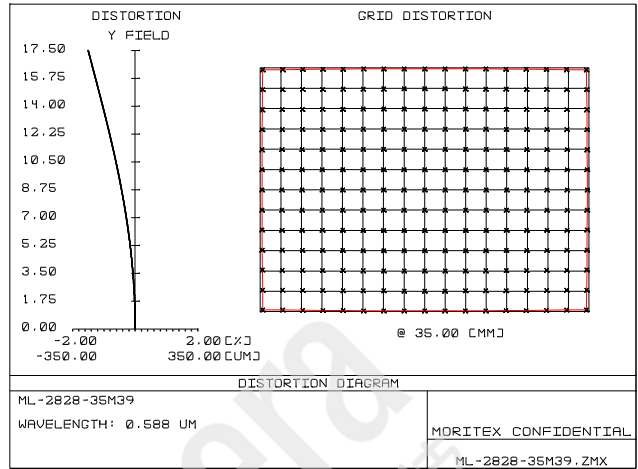 DISTORTION
Y FIELD
17.50
15.75
14.00
12.25
10.50
8.75
7.00
5.25
3.50
1.75
0.00
-2.00 2.00 [%]
-350.00 350.00 [UM]
GRID DISTORTION
@ 35.00 [MM]
DISTORTION DIAGRAM
ML-2828-35M39
WAVELENGTH: 0.588 UM
MORITEX CONFIDENTIAL
ML-2828-35M39.ZMX